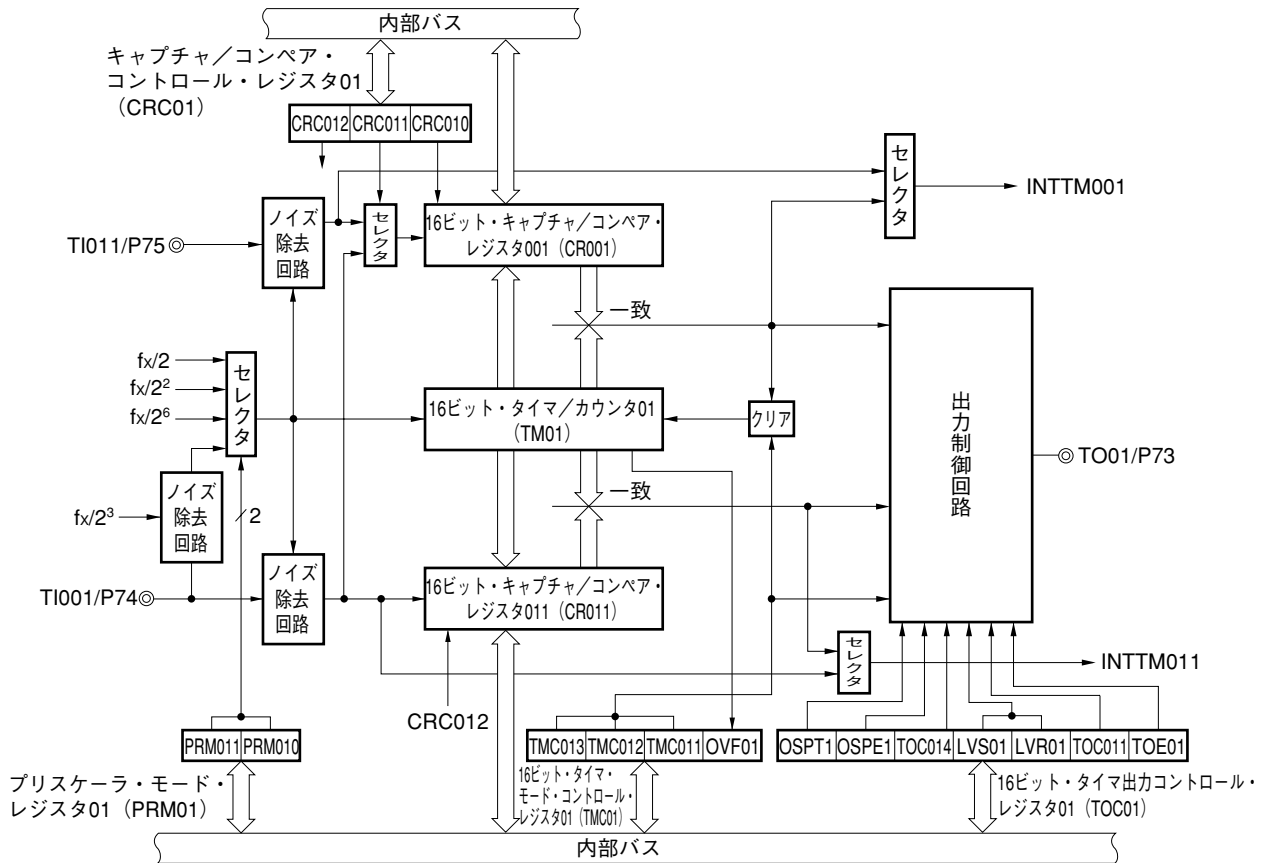 内部バス
キャプチャ／コンペア・
コントロール・レジスタ01
（CRC01）
CRC012 CRC011 CRC010
セレクタ
INTTM001
TI011/P75
ノイズ
除去
回路
セレクタ
16ビット・キャプチャ／コンペア・
レジスタ001（CR001）
一致
fx/2
fx/2²
fx/2⁶
セレクタ
16ビット・タイマ／カウンタ01
（TM01）
クリア
出力制御回路
TO01/P73
fx/2³
ノイズ
除去
回路
2
一致
TI001/P74
ノイズ
除去
回路
16ビット・キャプチャ／コンペア・
レジスタ011（CR011）
セレクタ
INTTM011
CRC012
PRM011 PRM010
TMC013 TMC012 TMC011 OVF01
OSPT1 OSPE1 TOC014 LVS01 LVR01 TOC011 TOE01
プリスケーラ・モード・
レジスタ01（PRM01）
16ビット・タイマ・
モード・コントロール・
レジスタ01（TMC01）
16ビット・タイマ出力コントロール・
レジスタ01（TOC01）
内部バス